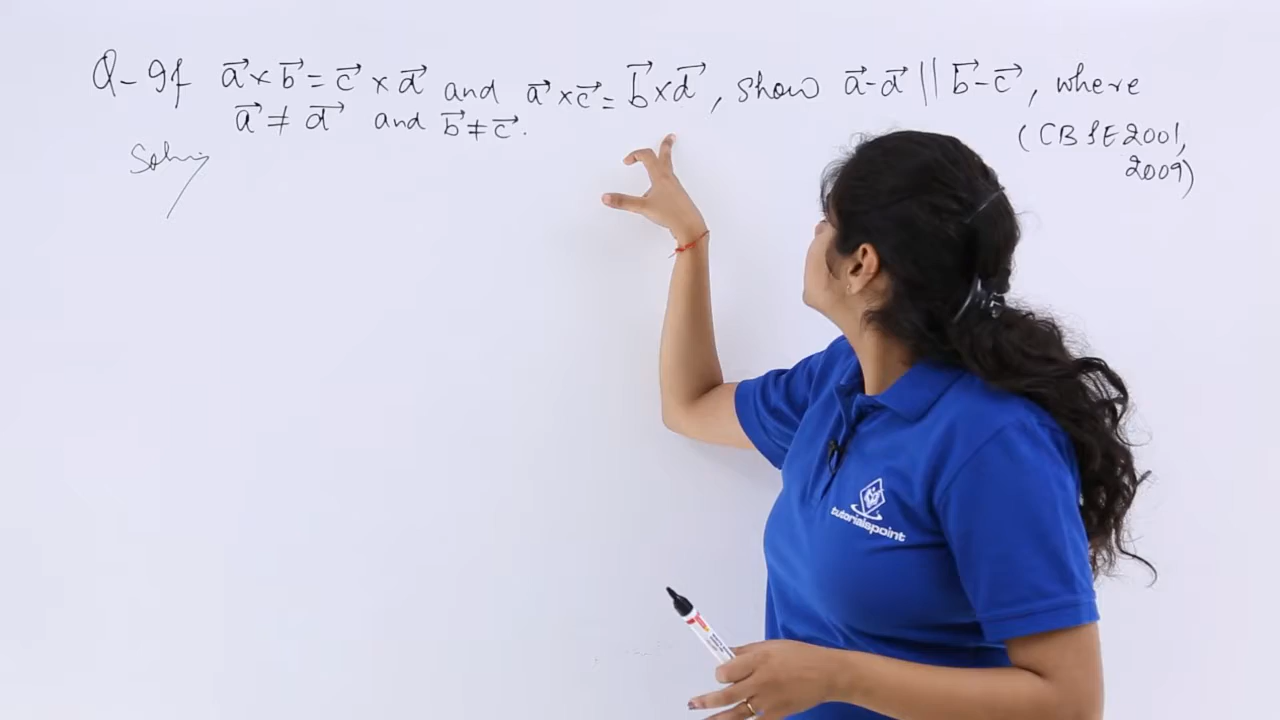 Q- If a⃗ × b⃗ = c⃗ × d⃗ and a⃗ × c⃗ = b⃗ × d⃗, show a⃗ - d⃗ || b⃗ - c⃗, where
a⃗ ≠ d⃗ and b⃗ ≠ c⃗.
(CBSE 2001,
2009)
Soln;
tutorialspoint